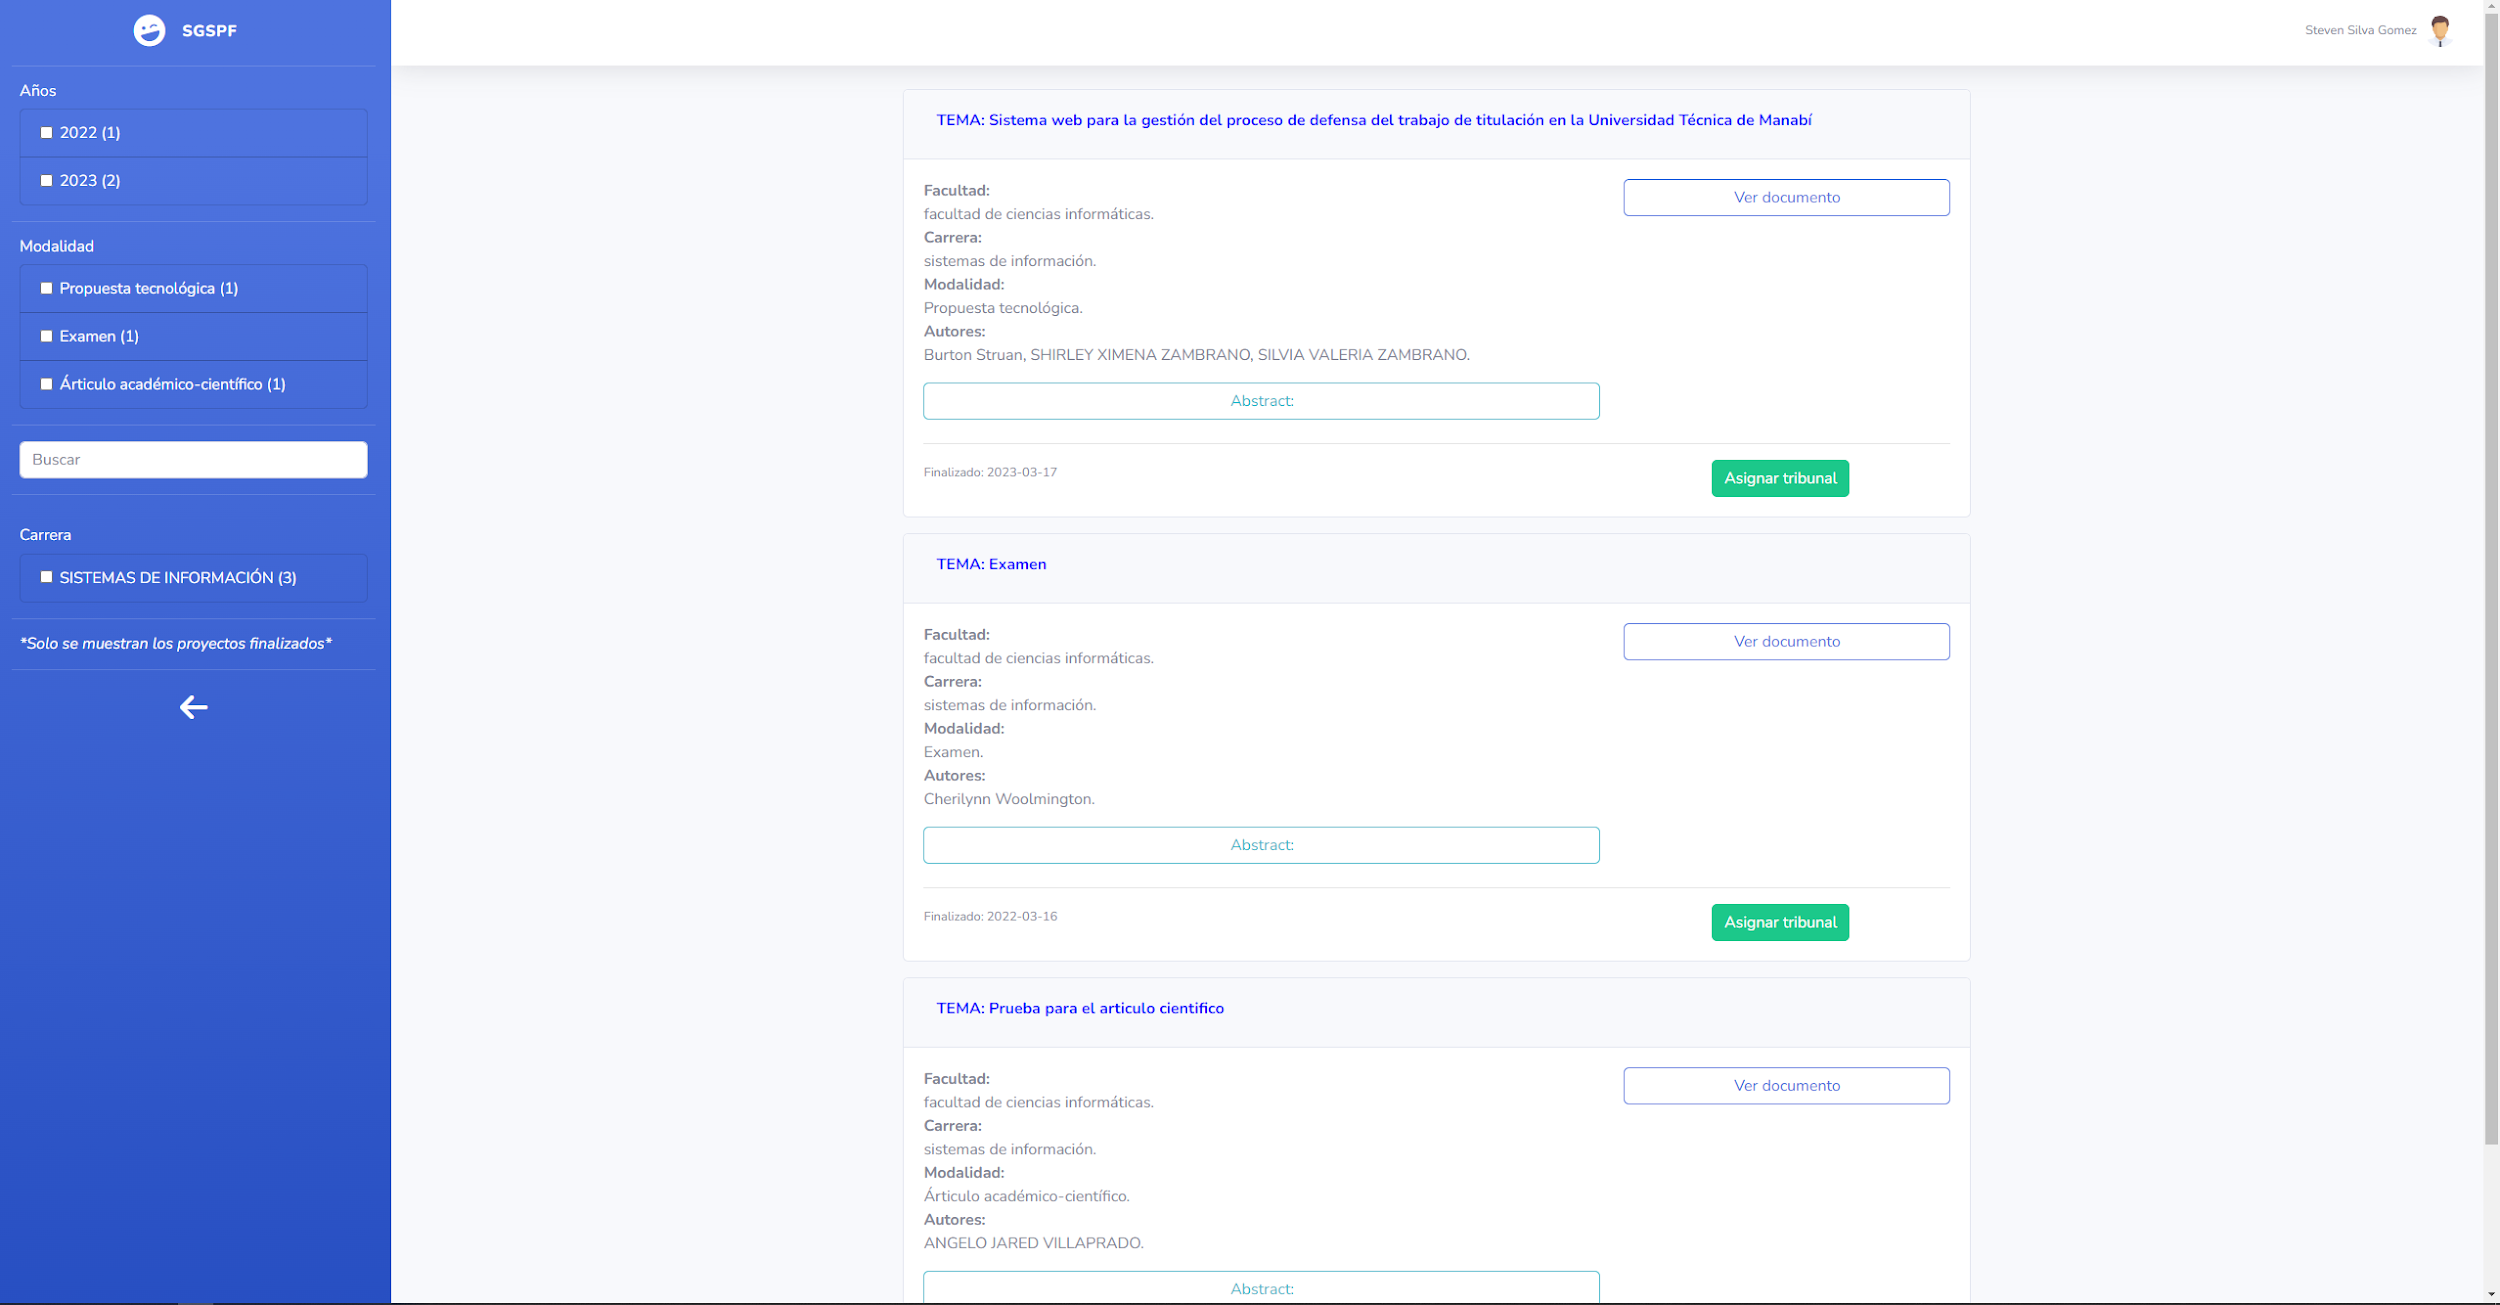 SGSPF
Años
2022 (1)
2023 (2)
Modalidad
Propuesta tecnológica (1)
Examen (1)
Árticulo académico-científico (1)
Buscar
Carrera
SISTEMAS DE INFORMACIÓN (3)
*Solo se muestran los proyectos finalizados*
Steven Silva Gomez
TEMA: Sistema web para la gestión del proceso de defensa del trabajo de titulación en la Universidad Técnica de Manabí
Facultad:
facultad de ciencias informáticas.
Carrera:
sistemas de información.
Modalidad:
Propuesta tecnológica.
Autores:
Burton Struan, SHIRLEY XIMENA ZAMBRANO, SILVIA VALERIA ZAMBRANO.
Ver documento
Abstract:
Finalizado: 2023-03-17
Asignar tribunal
TEMA: Examen
Facultad:
facultad de ciencias informáticas.
Carrera:
sistemas de información.
Modalidad:
Examen.
Autores:
Cherilynn Woolmington.
Ver documento
Abstract:
Finalizado: 2022-03-16
Asignar tribunal
TEMA: Prueba para el articulo cientifico
Facultad:
facultad de ciencias informáticas.
Carrera:
sistemas de información.
Modalidad:
Árticulo académico-científico.
Autores:
ANGELO JARED VILLAPRADO.
Ver documento
Abstract: